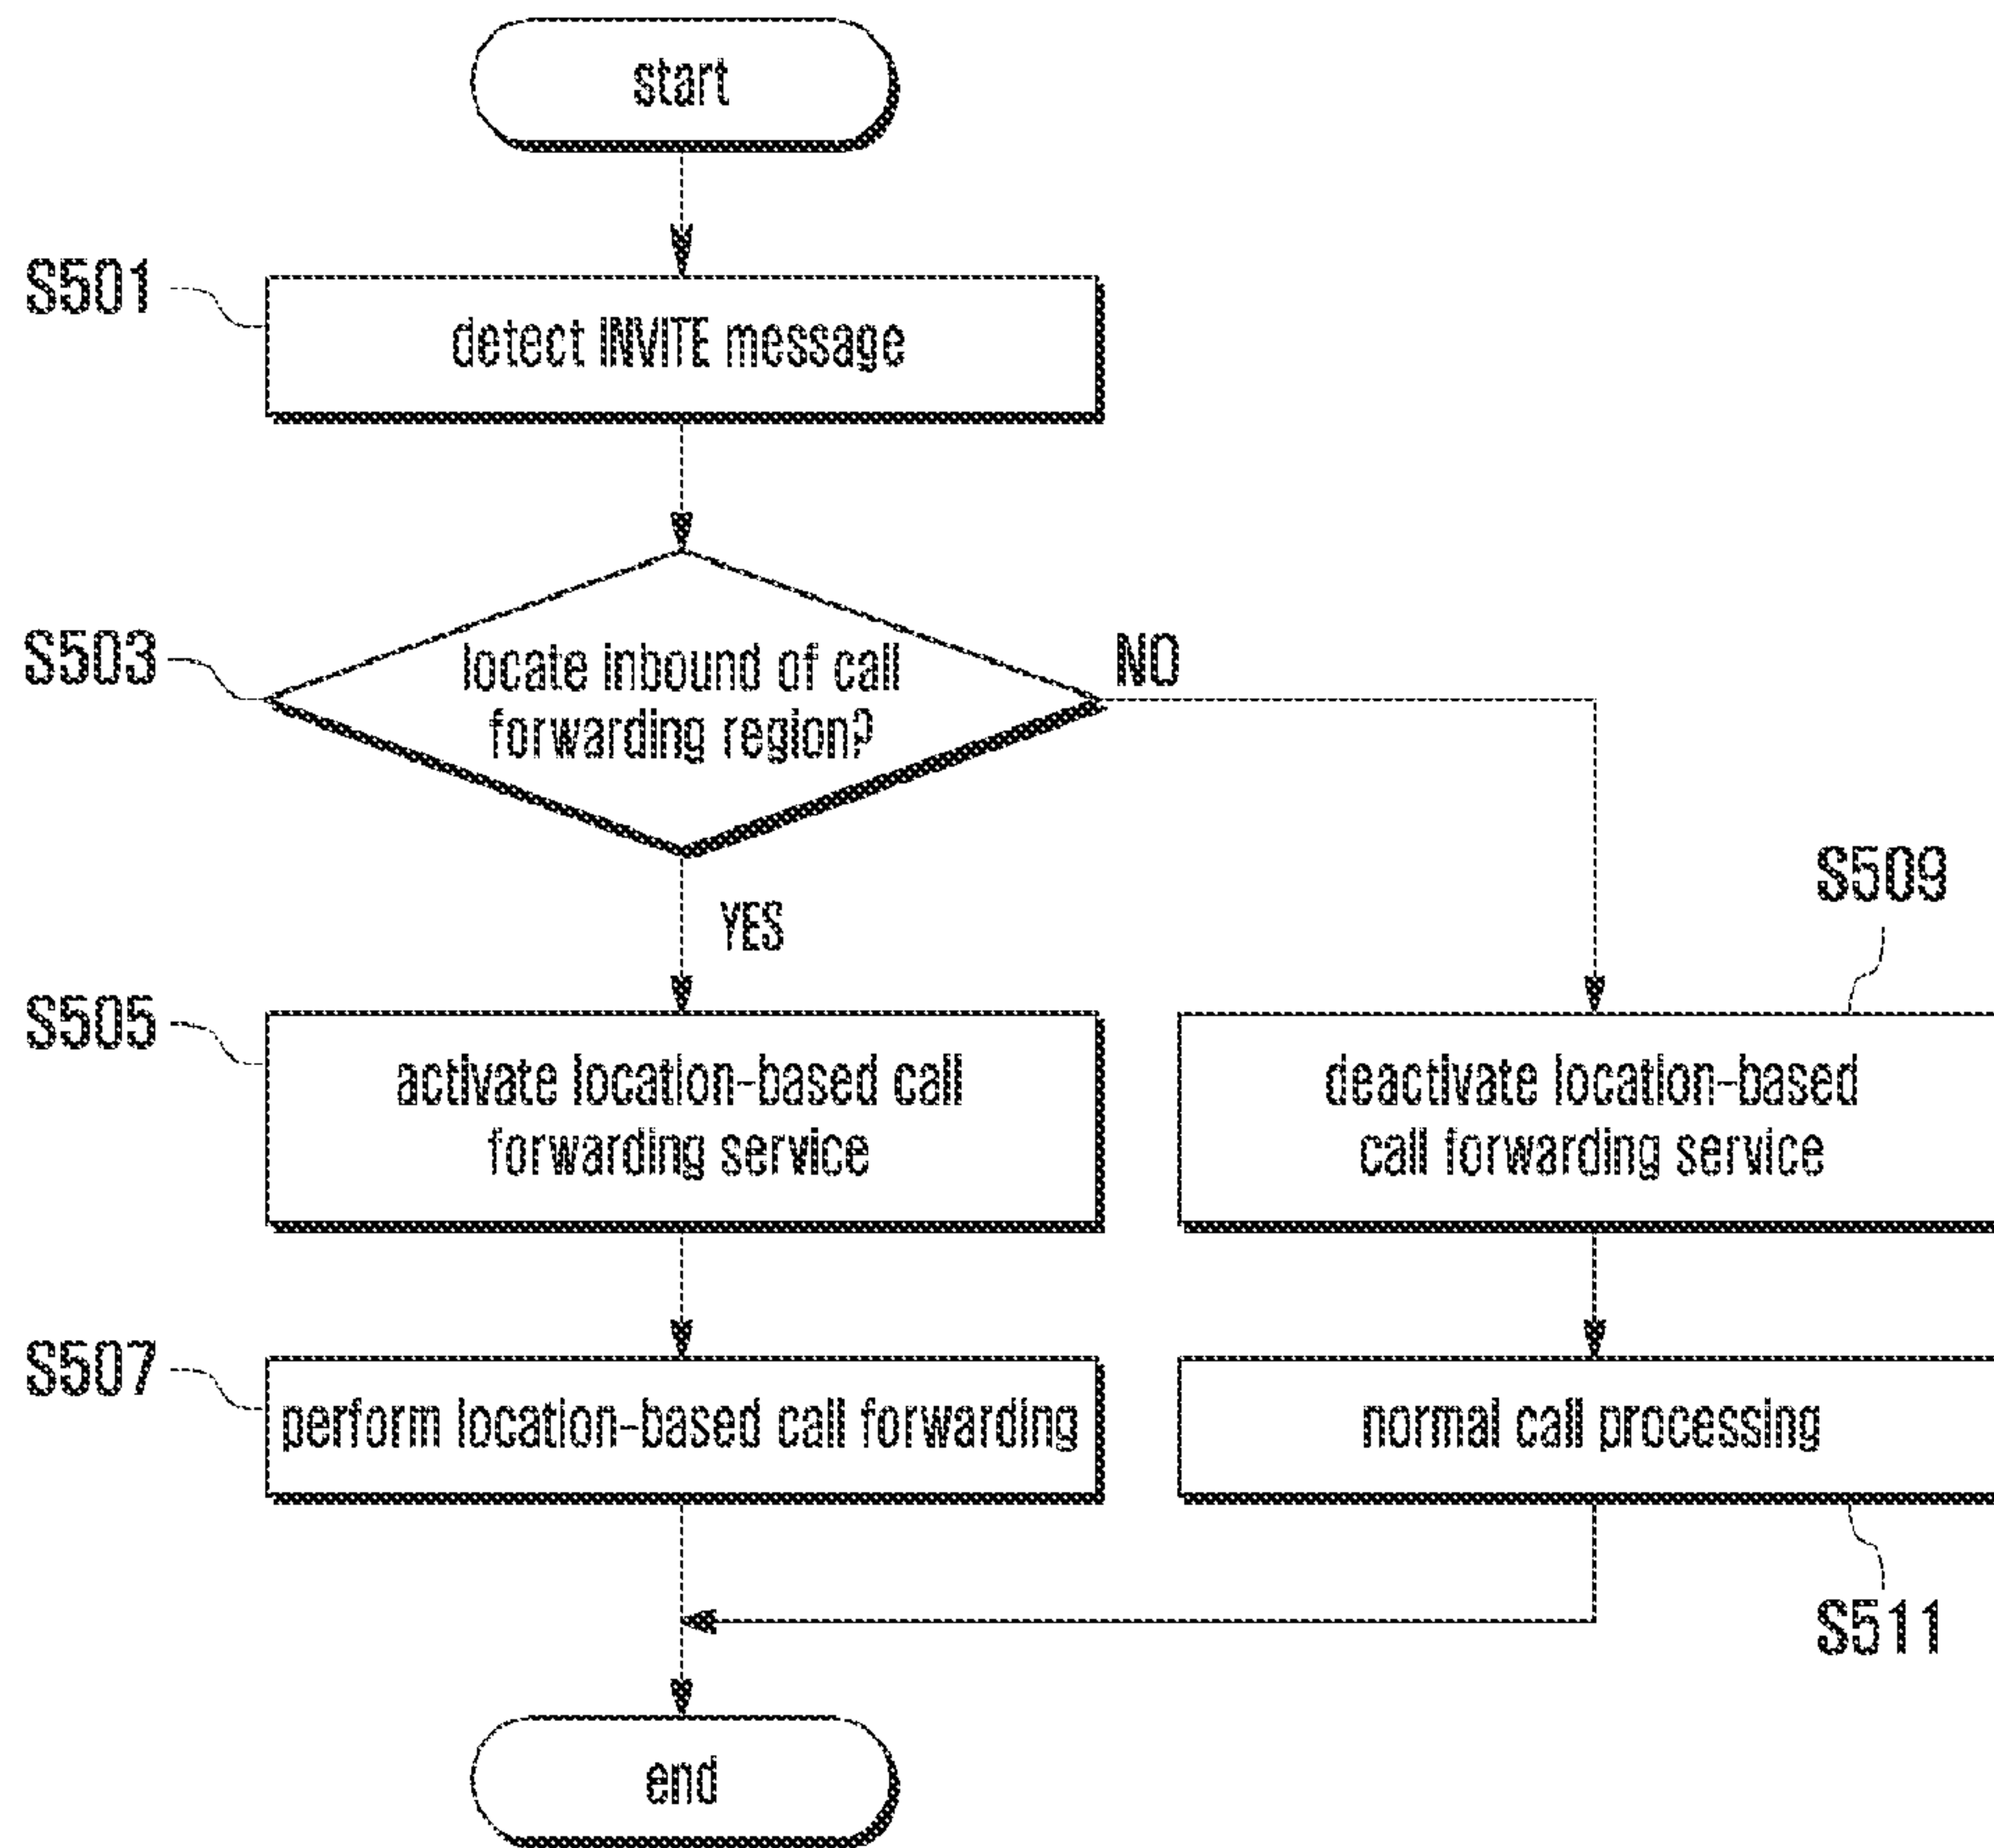 start
S501
detect INVITE message
S503
locate inbound of call
forwarding region?
NO
YES
S509
S505
activate location-based call
forwarding service
deactivate location-based
call forwarding service
S507
perform location-based call forwarding
normal call processing
S511
end